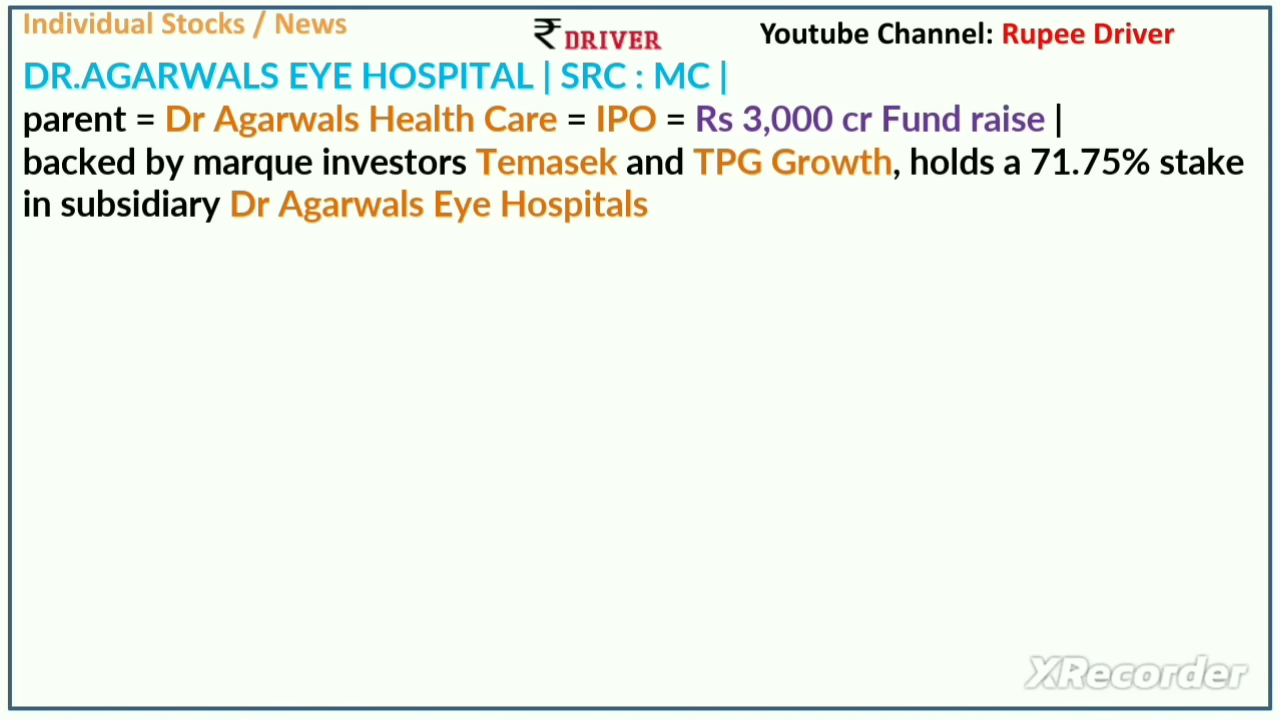 Individual Stocks / News
₹ DRIVER
Youtube Channel: Rupee Driver
DR.AGARWALS EYE HOSPITAL | SRC : MC |
parent = Dr Agarwals Health Care = IPO = Rs 3,000 cr Fund raise |
backed by marque investors Temasek and TPG Growth, holds a 71.75% stake
in subsidiary Dr Agarwals Eye Hospitals
XRecorder